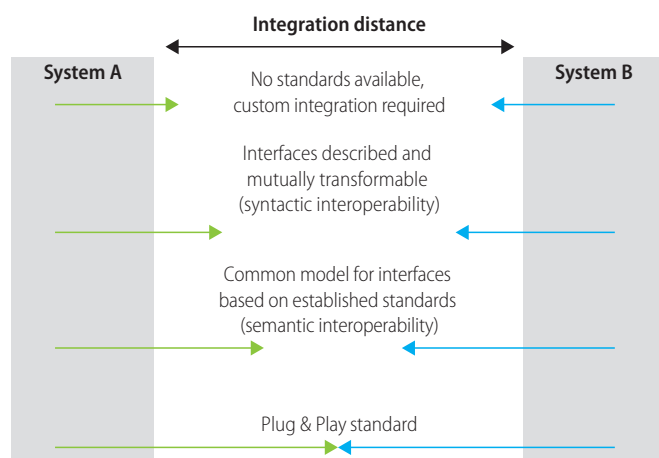 Integration distance
System A
System B
No standards available,
custom integration required
Interfaces described and
mutually transformable
(syntactic interoperability)
Common model for interfaces
based on established standards
(semantic interoperability)
Plug & Play standard